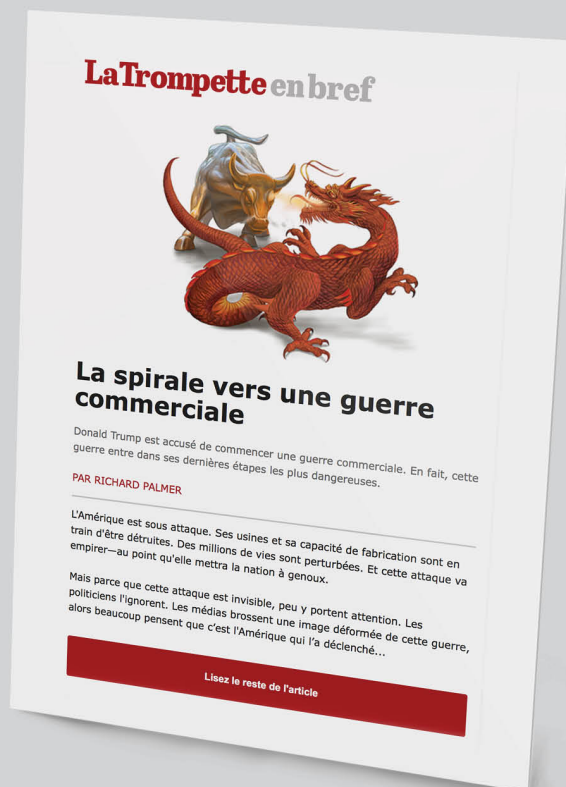 LaTrompette en bref
La spirale vers une guerre
commerciale
Donald Trump est accusé de commencer une guerre commerciale. En fait, cette
guerre entre dans ses dernières étapes les plus dangereuses.
PAR RICHARD PALMER
L'Amérique est sous attaque. Ses usines et sa capacité de fabrication sont en
train d'être détruites. Des millions de vies sont perturbées. Et cette attaque va
empirer—au point qu'elle mettra la nation à genoux.
Mais parce que cette attaque est invisible, peu y portent attention. Les
politiciens l'ignorent. Les médias brossent une image déformée de cette guerre,
alors beaucoup pensent que c'est l'Amérique qui l'a déclenché...
Lisez le reste de l'article